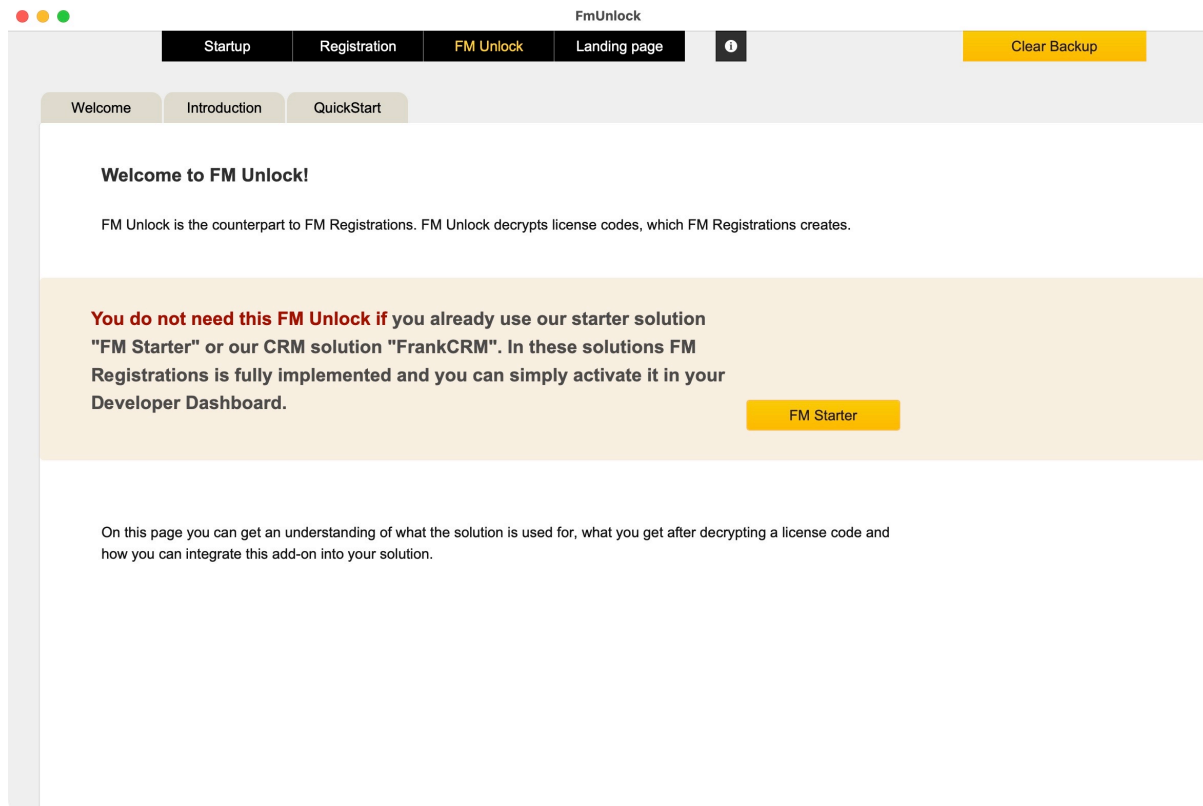 FmUnlock
Startup
Registration
FM Unlock
Landing page
Clear Backup
Welcome
Introduction
QuickStart
Welcome to FM Unlock!
FM Unlock is the counterpart to FM Registrations. FM Unlock decrypts license codes, which FM Registrations creates.
You do not need this FM Unlock if you already use our starter solution
"FM Starter" or our CRM solution "FrankCRM". In these solutions FM
Registrations is fully implemented and you can simply activate it in your
Developer Dashboard.
FM Starter
On this page you can get an understanding of what the solution is used for, what you get after decrypting a license code and
how you can integrate this add-on into your solution.